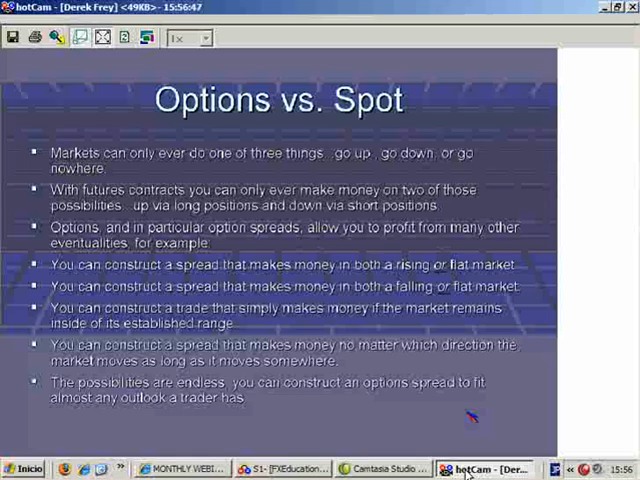 hotCam - [Derek Frey] <49KB> - 15:56:47
1x
Options vs. Spot
Markets can only ever do one of three things...go up , go down, or go
nowhere.
With futures contracts you can only ever make money on two of those
possibilities...up via long positions and down via short positions.
Options, and in particular option spreads, allow you to profit from many other
eventualities, for example:
You can construct a spread that makes money in both a rising or flat market.
You can construct a spread that makes money in both a falling or flat market.
You can construct a trade that simply makes money if the market remains
inside of its established range.
You can construct a spread that makes money no matter which direction the,
market moves as long as it moves somewhere.
The possibilities are endless, you can construct an options spread to fit
almost any outlook a trader has
Inicio » MONTHLY WEBI... S1- [FXEducation... Camtasia Studio ... hotCam - [Der... JP 15:56